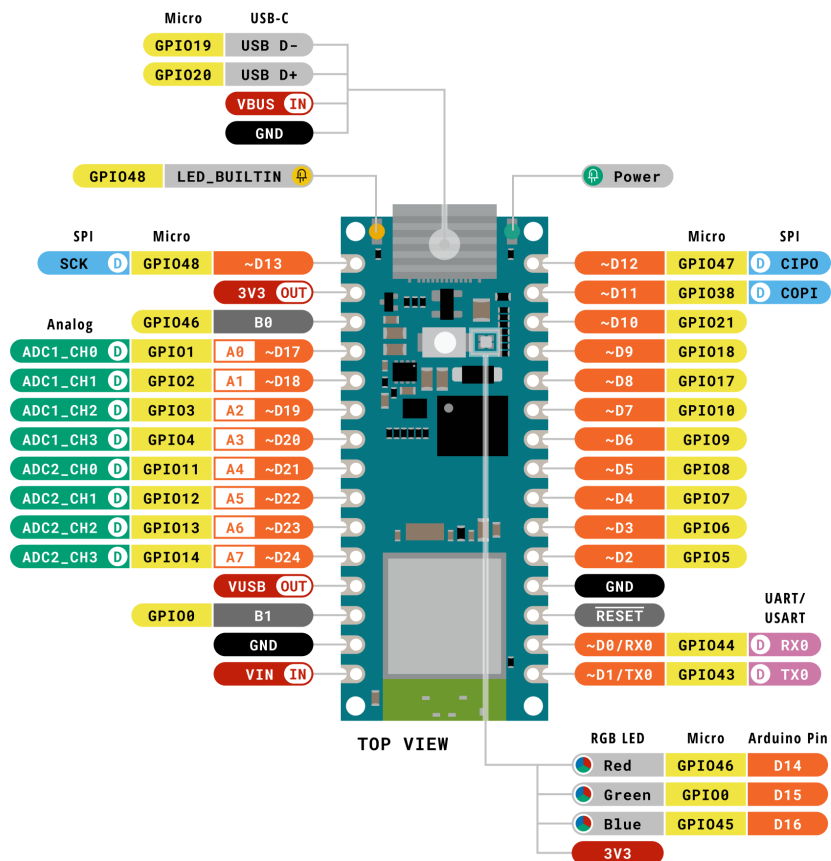 Micro USB-C
GPIO19 USB D-
GPIO20 USB D+
VBUS IN
GND
GPIO48 LED_BUILTIN
Power
SPI Micro
SCK D GPIO48 ~D13
3V3 OUT
GPIO46 B0
Analog
ADC1_CH0 D GPIO1 A0 ~D17
ADC1_CH1 D GPIO2 A1 ~D18
ADC1_CH2 D GPIO3 A2 ~D19
ADC1_CH3 D GPIO4 A3 ~D20
ADC2_CH0 D GPIO11 A4 ~D21
ADC2_CH1 D GPIO12 A5 ~D22
ADC2_CH2 D GPIO13 A6 ~D23
ADC2_CH3 D GPIO14 A7 ~D24
VUSB OUT
GPIO0 B1
GND
VIN IN
Micro SPI
~D12 GPIO47 D CIPO
~D11 GPIO38 D COPI
~D10 GPIO21
~D9 GPIO18
~D8 GPIO17
~D7 GPIO10
~D6 GPIO9
~D5 GPIO8
~D4 GPIO7
~D3 GPIO6
~D2 GPIO5
GND
RESET
UART/
USART
~D0/RX0 GPIO44 D RX0
~D1/TX0 GPIO43 D TX0
TOP VIEW
RGB LED Micro Arduino Pin
Red GPIO46 D14
Green GPIO0 D15
Blue GPIO45 D16
3V3